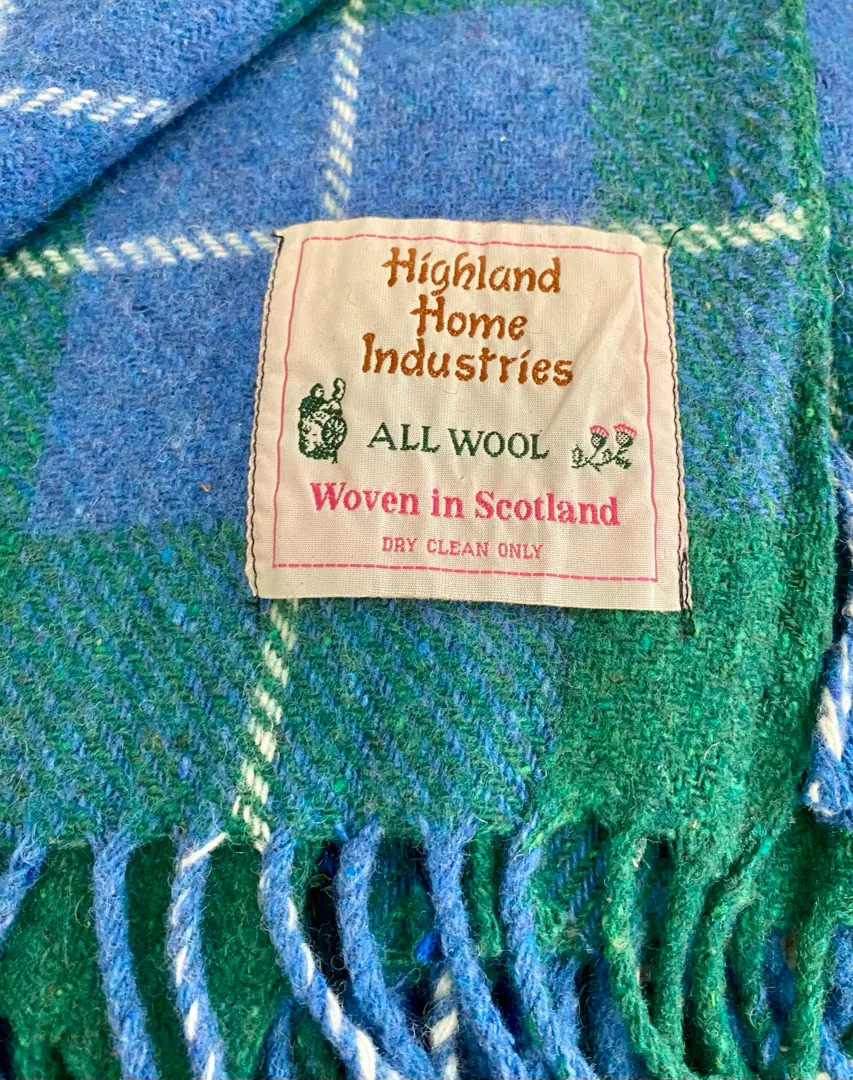 Highland
Home
Industries
ALL WOOL
Woven in Scotland
DRY CLEAN ONLY